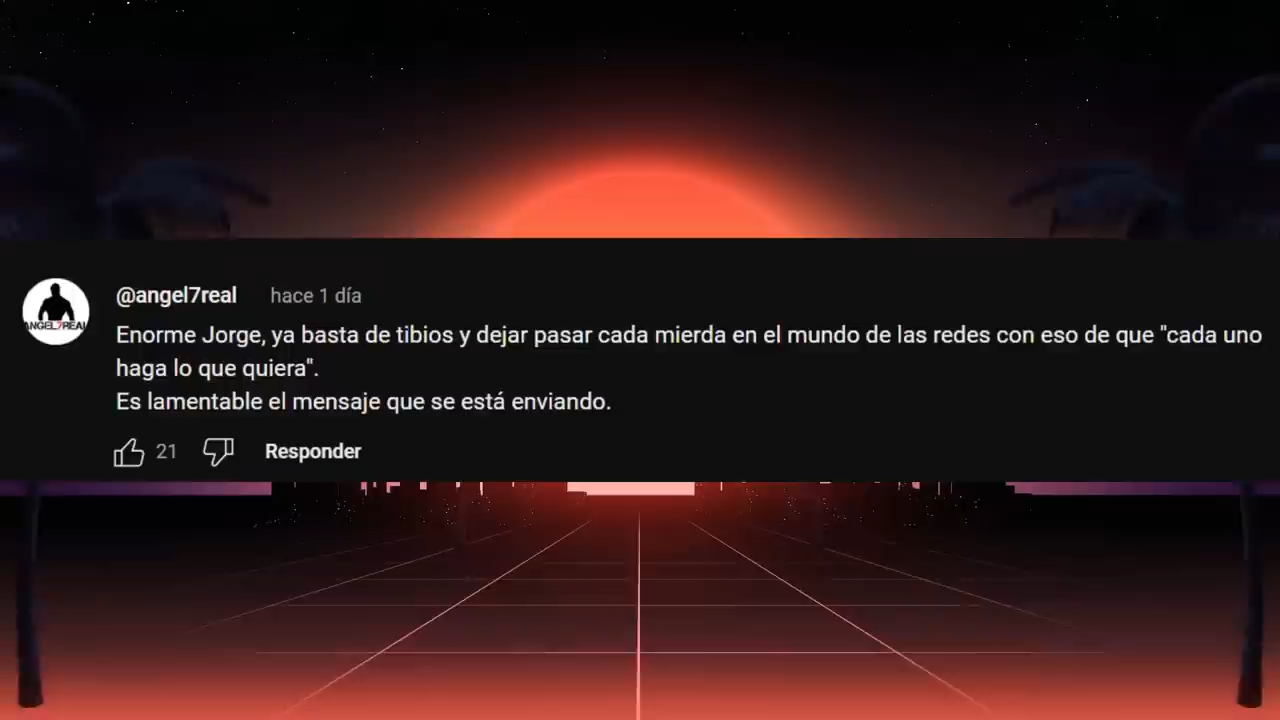 @angel7real hace 1 día
Enorme Jorge, ya basta de tibios y dejar pasar cada mierda en el mundo de las redes con eso de que "cada uno
haga lo que quiera".
Es lamentable el mensaje que se está enviando.
21 Responder
ANGEL7REAL